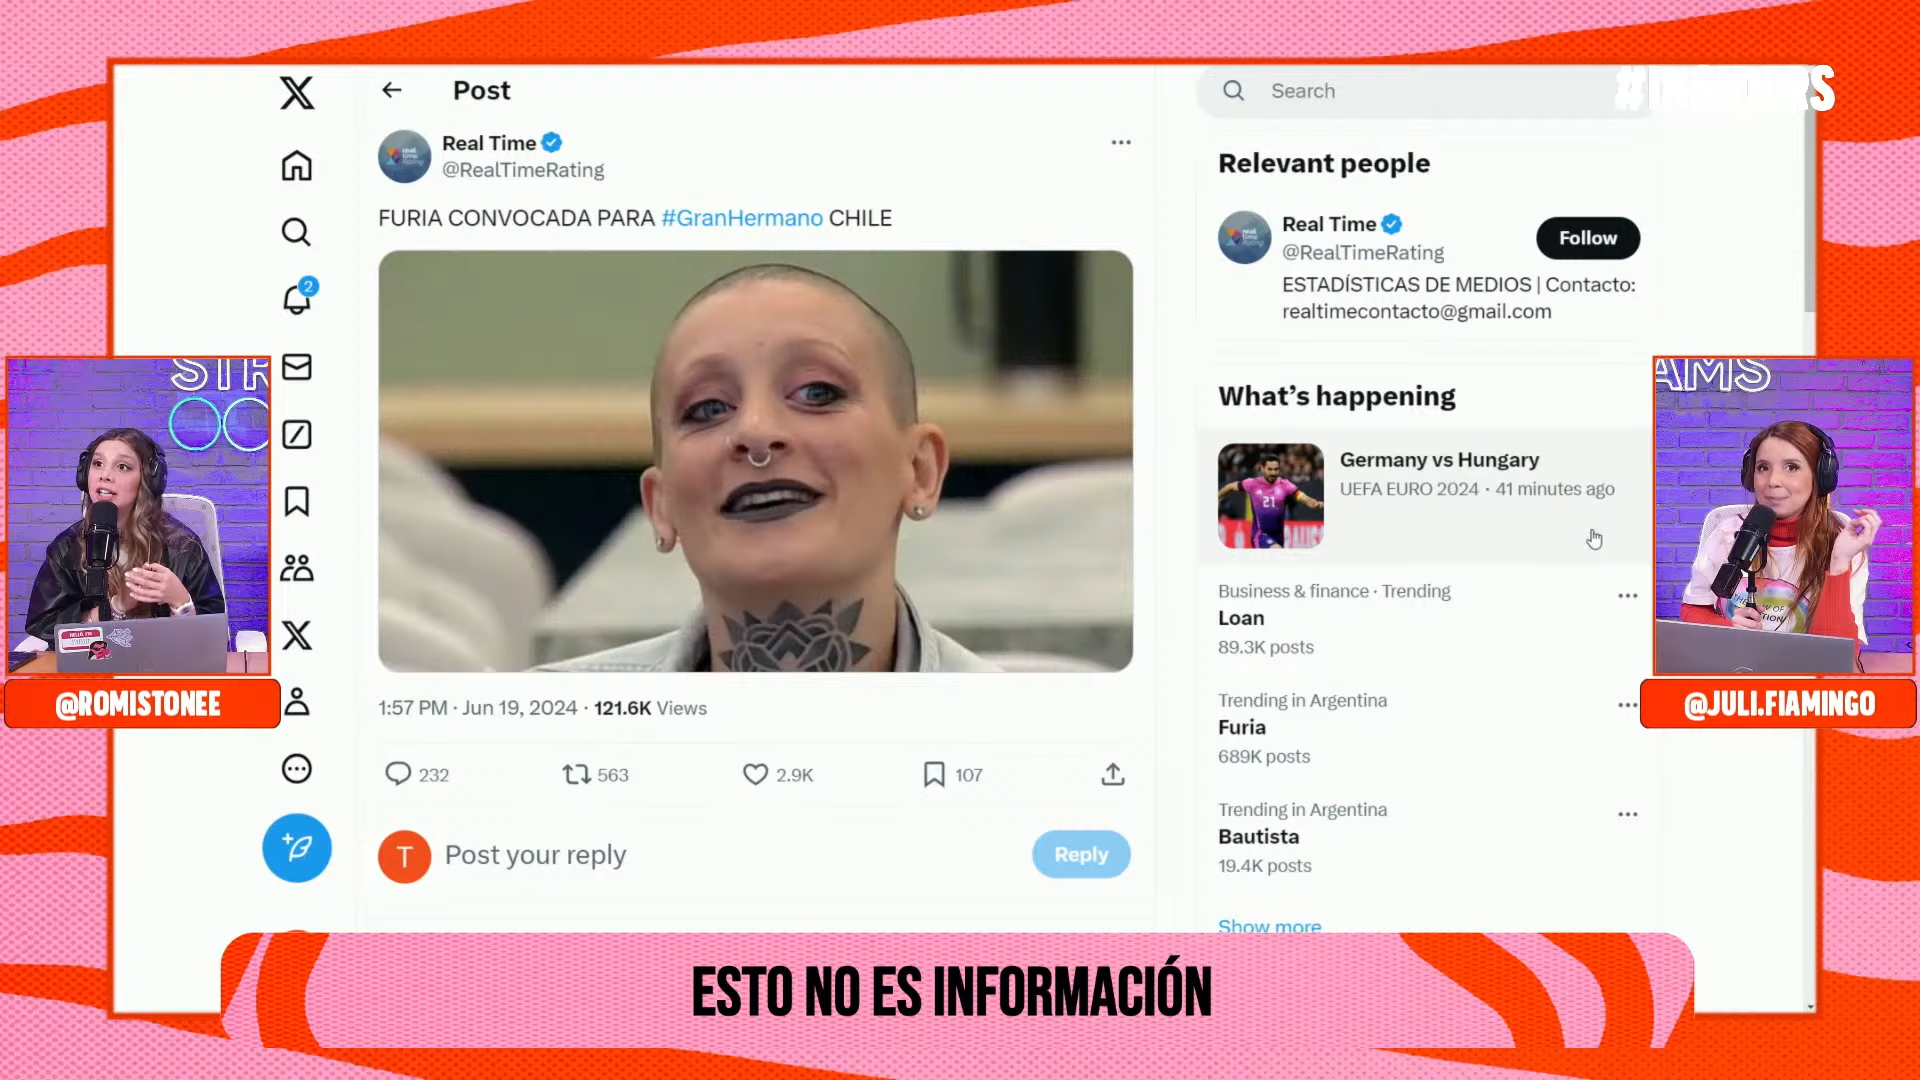 Post
Search
Real Time
@RealTimeRating
FURIA CONVOCADA PARA #GranHermano CHILE
1:57 PM · Jun 19, 2024 · 121.6K Views
232
563
2.9K
107
T
Post your reply
Reply
2
Relevant people
Real Time
@RealTimeRating
Follow
ESTADÍSTICAS DE MEDIOS | Contacto:
realtimecontacto@gmail.com
What's happening
Germany vs Hungary
UEFA EURO 2024 · 41 minutes ago
21
Business & finance · Trending
Loan
89.3K posts
Trending in Argentina
Furia
689K posts
Trending in Argentina
Bautista
19.4K posts
Show more
STR
AMS
@ROMISTONEE
@JULI.FIAMINGO
ESTO NO ES INFORMACIÓN